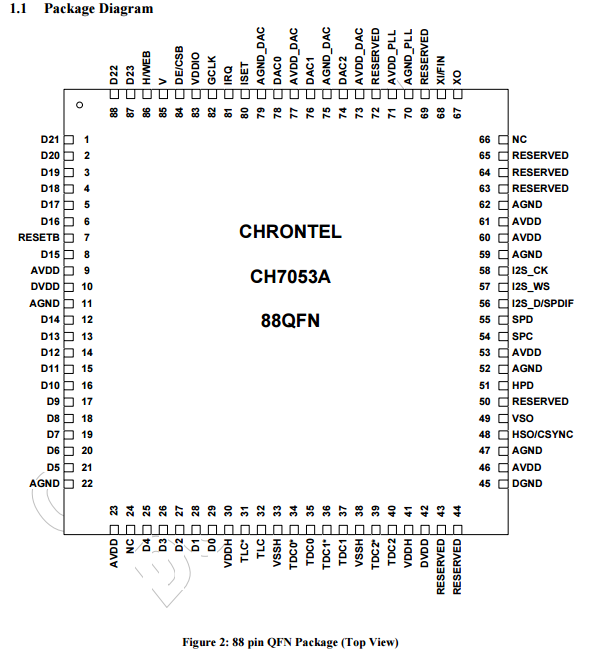 1.1 Package Diagram
D22 D23 H/WEB V DE/CSB VDDIO GCLK IRQ ISET AGND_DAC DAC0 AVDD_DAC DAC1 AGND_DAC DAC2 AVDD_DAC RESERVED AVDD_PLL AGND_PLL RESERVED XI/FIN XO
88 87 86 85 84 83 82 81 80 79 78 77 76 75 74 73 72 71 70 69 68 67
D21 1 66 NC
D20 2 65 RESERVED
D19 3 64 RESERVED
D18 4 63 RESERVED
D17 5 62 AGND
D16 6 61 AVDD
RESETB 7 60 AVDD
D15 8 59 AGND
AVDD 9 58 I2S_CK
DVDD 10 57 I2S_WS
AGND 11 56 I2S_D/SPDIF
D14 12 55 SPD
D13 13 54 SPC
D12 14 53 AVDD
D11 15 52 AGND
D10 16 51 HPD
D9 17 50 RESERVED
D8 18 49 VSO
D7 19 48 HSO/CSYNC
D6 20 47 AGND
D5 21 46 AVDD
AGND 22 45 DGND
CHRONTEL
CH7053A
88QFN
23 24 25 26 27 28 29 30 31 32 33 34 35 36 37 38 39 40 41 42 43 44
AVDD NC D4 D3 D2 D1 D0 VDDH TLC* TLC VSSH TDC0* TDC0 TDC1* TDC1 VSSH TDC2* TDC2 VDDH DVDD RESERVED RESERVED
Figure 2: 88 pin QFN Package (Top View)